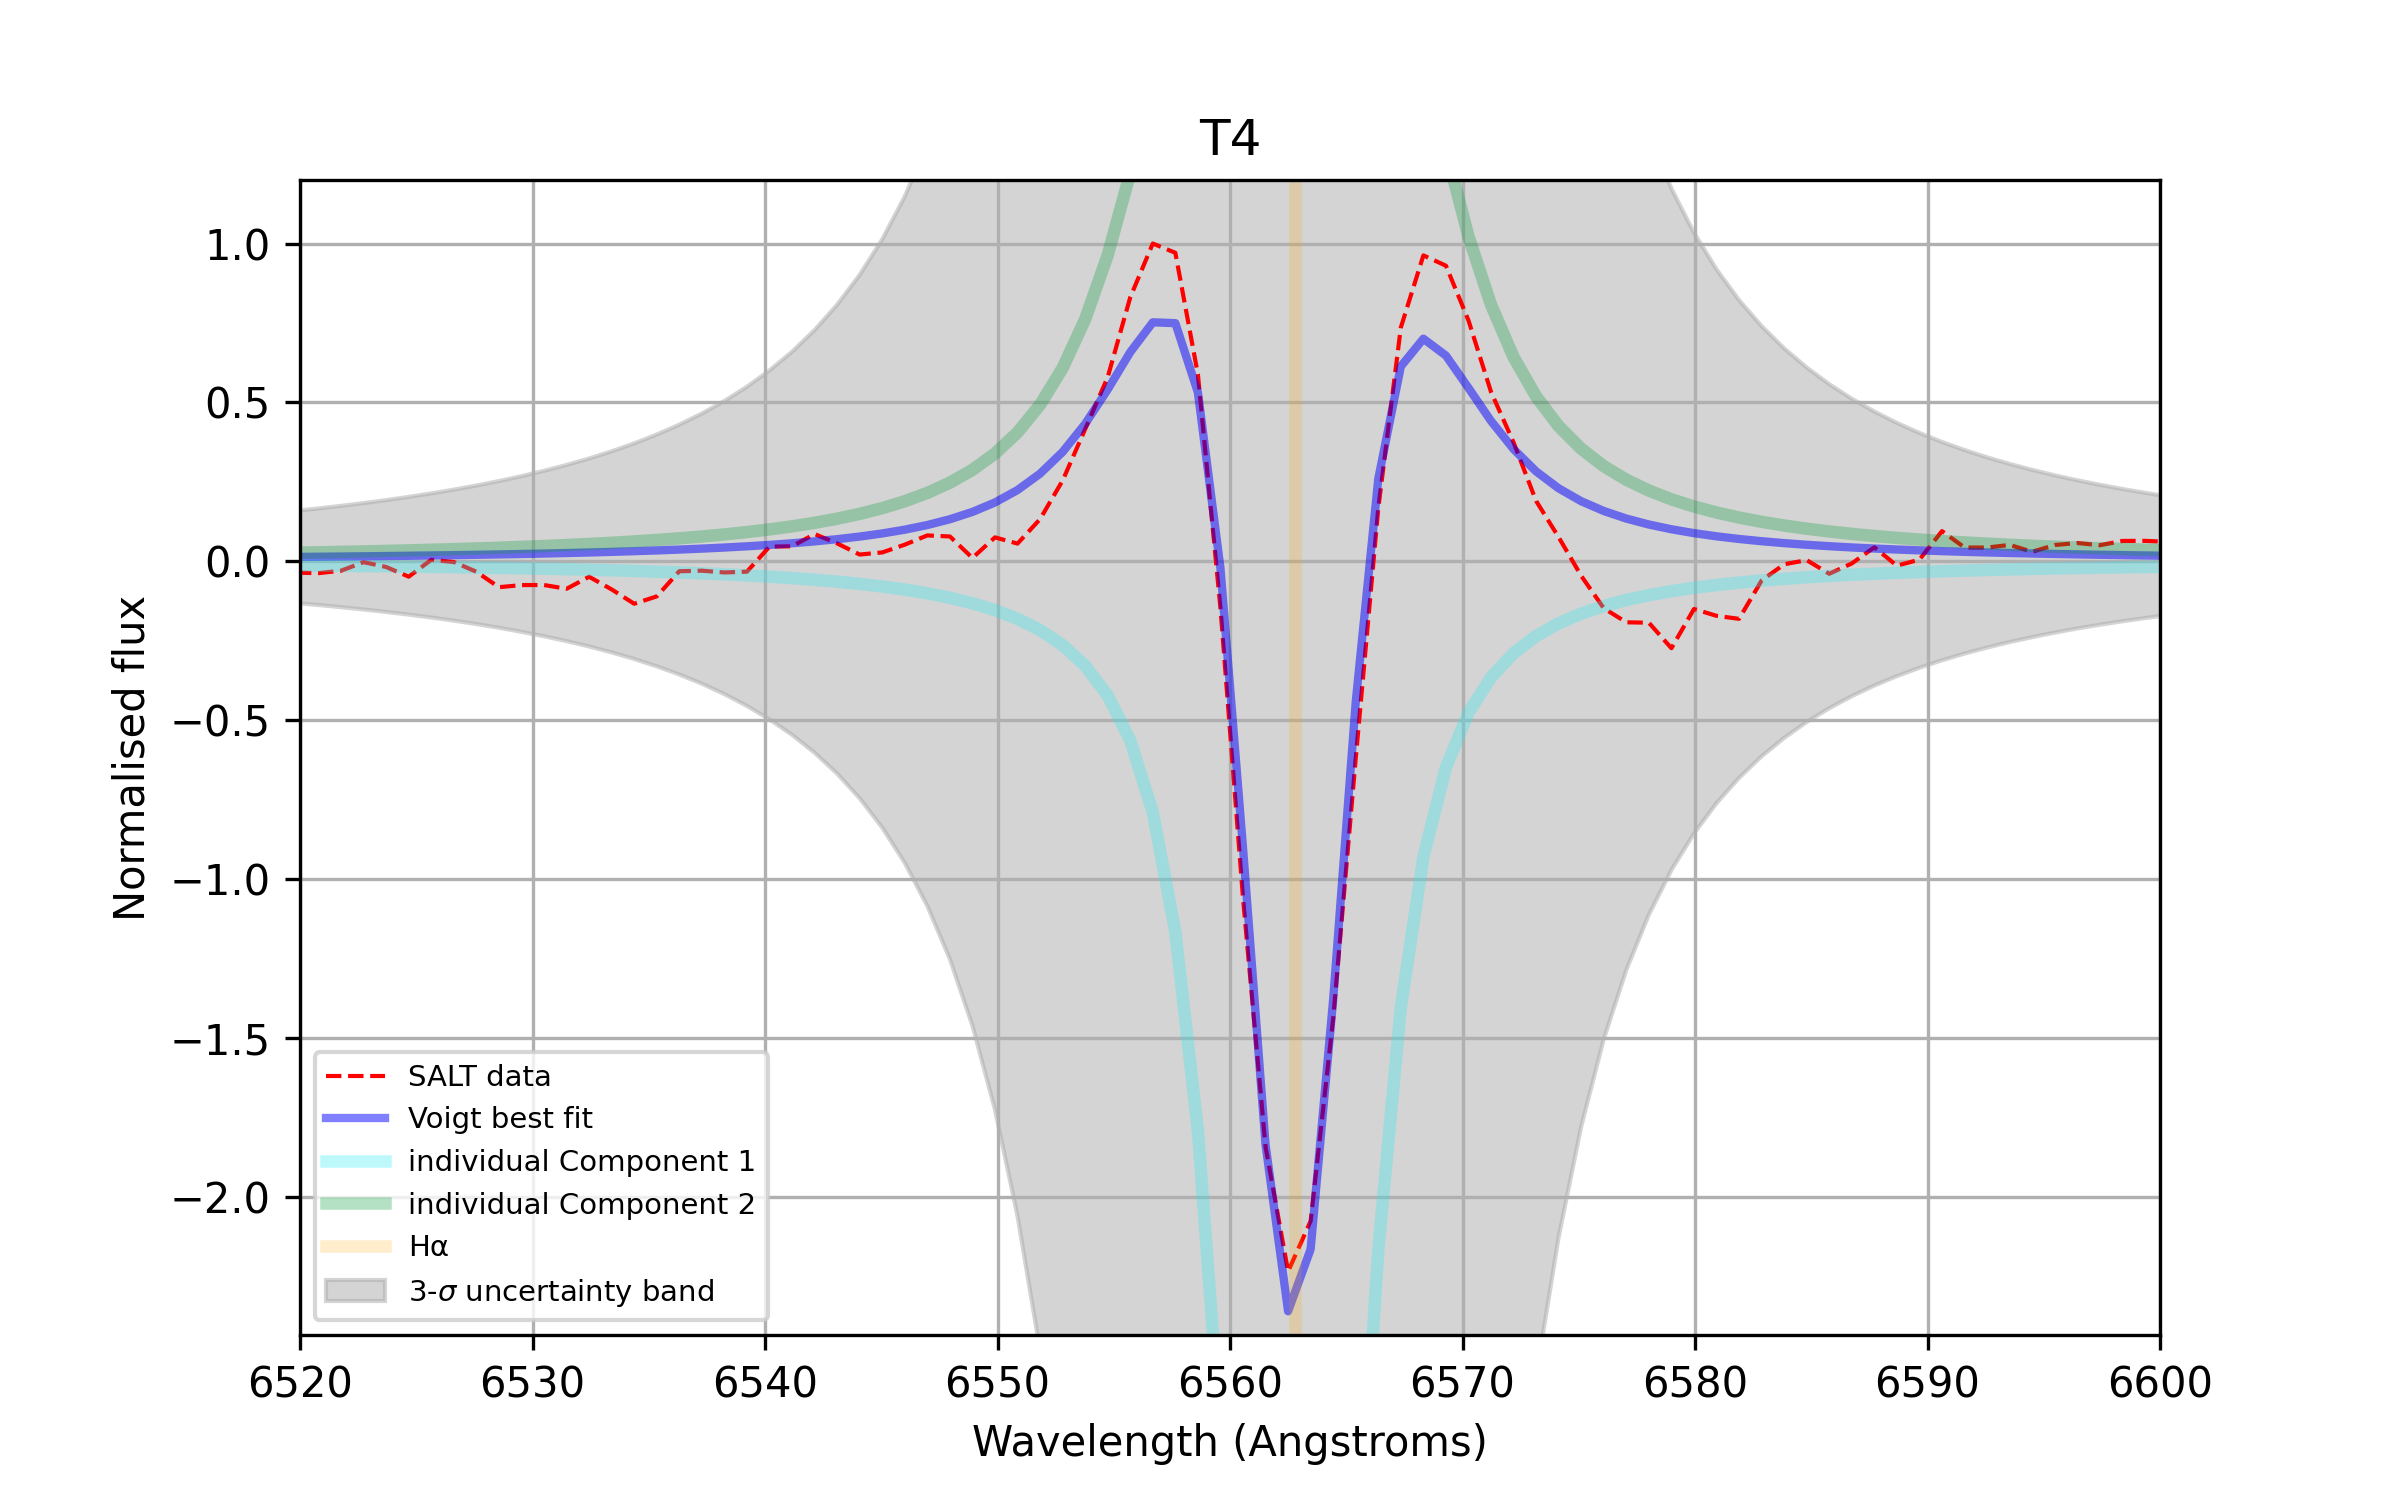 T4
1.0
0.5
0.0
−0.5
−1.0
−1.5
−2.0
Normalised flux
SALT data
Voigt best fit
individual Component 1
individual Component 2
Hα
3-σ uncertainty band
6520 6530 6540 6550 6560 6570 6580 6590 6600
Wavelength (Angstroms)